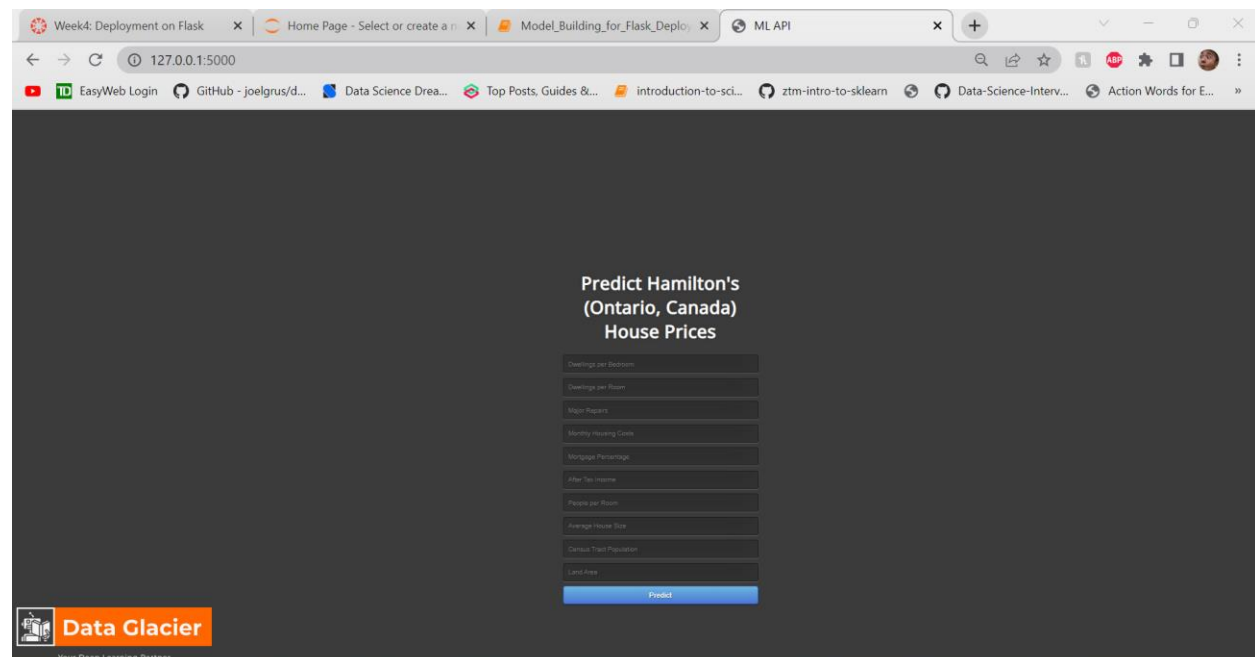 Week4: Deployment on Flask
Home Page - Select or create a n
Model_Building_for_Flask_Deploy
ML API
127.0.0.1:5000
EasyWeb Login
GitHub - joelgrus/d...
Data Science Drea...
Top Posts, Guides &...
introduction-to-sci...
ztm-intro-to-sklearn
Data-Science-Interv...
Action Words for E...
Predict Hamilton's
(Ontario, Canada)
House Prices
Dwellings per Bedroom
Dwellings per Room
Major Repairs
Monthly Housing Costs
Mortgage Percentage
After Tax Income
People per Room
Average House Size
Census Tract Population
Land Area
Predict
Data Glacier
Your Deep Learning Partner